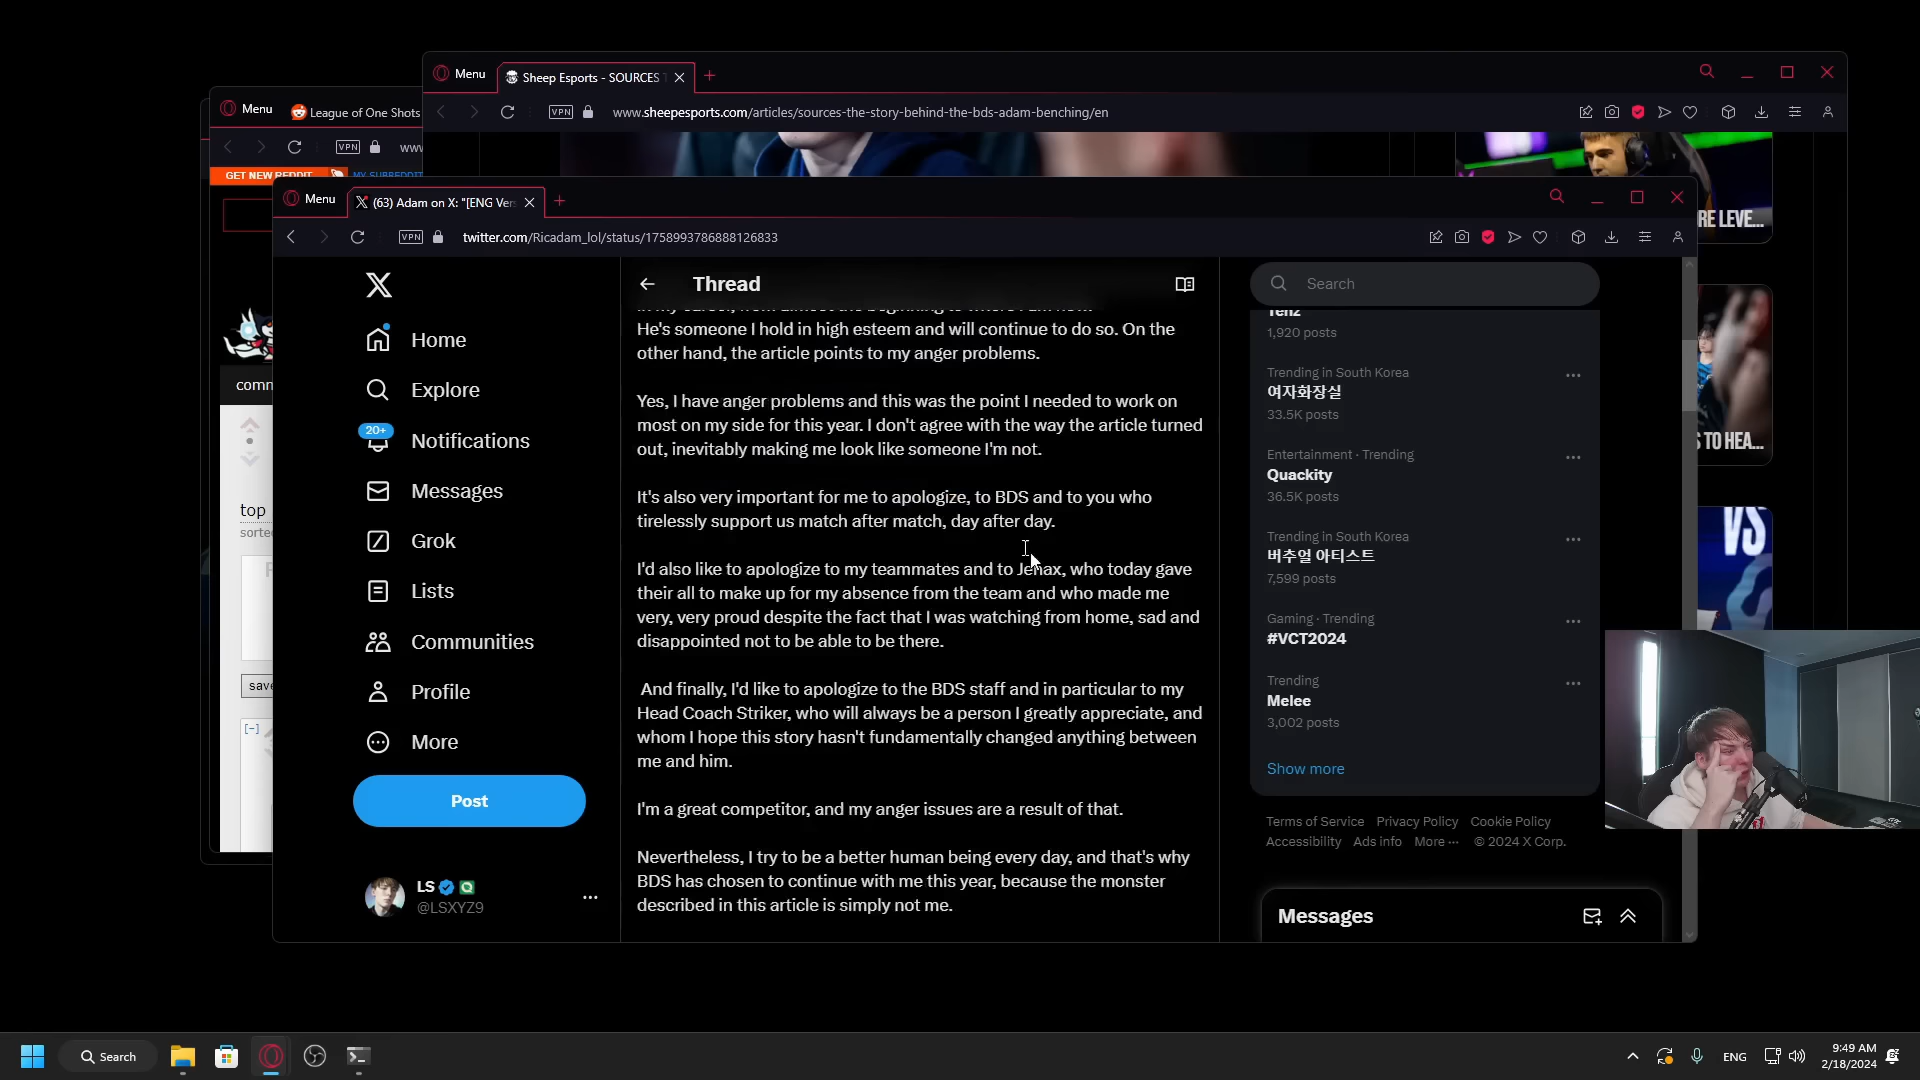 Menu
Sheep Esports - SOURCES
VPN
www.sheepesports.com/articles/sources-the-story-behind-the-bds-adam-benching/en
Menu
League of One Shots
VPN
www
GET NEW REDDIT
MY SUBREDDIT
RE LEVE...
S TO HEA...
VS
Menu
(63) Adam on X: "[ENG Vers
VPN
twitter.com/Ricadam_lol/status/1758993786888126833
comm
top
sorte
save
[-]
Home
Explore
20+
Notifications
Messages
Grok
Lists
Communities
Profile
More
Post
LS
@LSXYZ9
Thread
He's someone I hold in high esteem and will continue to do so. On the
other hand, the article points to my anger problems.
Yes, I have anger problems and this was the point I needed to work on
most on my side for this year. I don't agree with the way the article turned
out, inevitably making me look like someone I'm not.
It's also very important for me to apologize, to BDS and to you who
tirelessly support us match after match, day after day.
I'd also like to apologize to my teammates and to Jenax, who today gave
their all to make up for my absence from the team and who made me
very, very proud despite the fact that I was watching from home, sad and
disappointed not to be able to be there.
And finally, I'd like to apologize to the BDS staff and in particular to my
Head Coach Striker, who will always be a person I greatly appreciate, and
whom I hope this story hasn't fundamentally changed anything between
me and him.
I'm a great competitor, and my anger issues are a result of that.
Nevertheless, I try to be a better human being every day, and that's why
BDS has chosen to continue with me this year, because the monster
described in this article is simply not me.
Search
TenZ
1,920 posts
Trending in South Korea
여자화장실
33.5K posts
Entertainment · Trending
Quackity
36.5K posts
Trending in South Korea
버추얼 아티스트
7,599 posts
Gaming · Trending
#VCT2024
Trending
Melee
3,002 posts
Show more
Terms of Service Privacy Policy Cookie Policy
Accessibility Ads info More ··· © 2024 X Corp.
Messages
Search
ENG
9:49 AM
2/18/2024